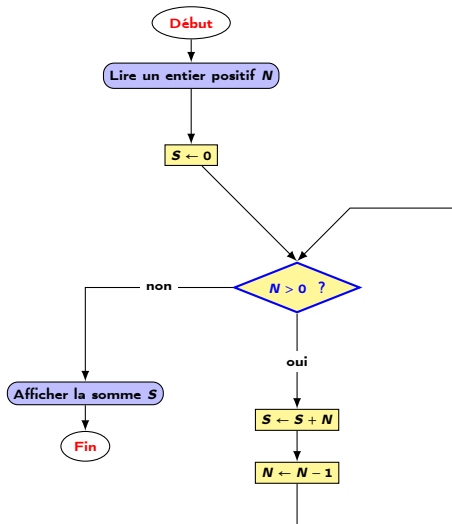 Début
Lire un entier positif N
S ← 0
N > 0 ?
non
oui
Afficher la somme S
S ← S + N
Fin
N ← N − 1